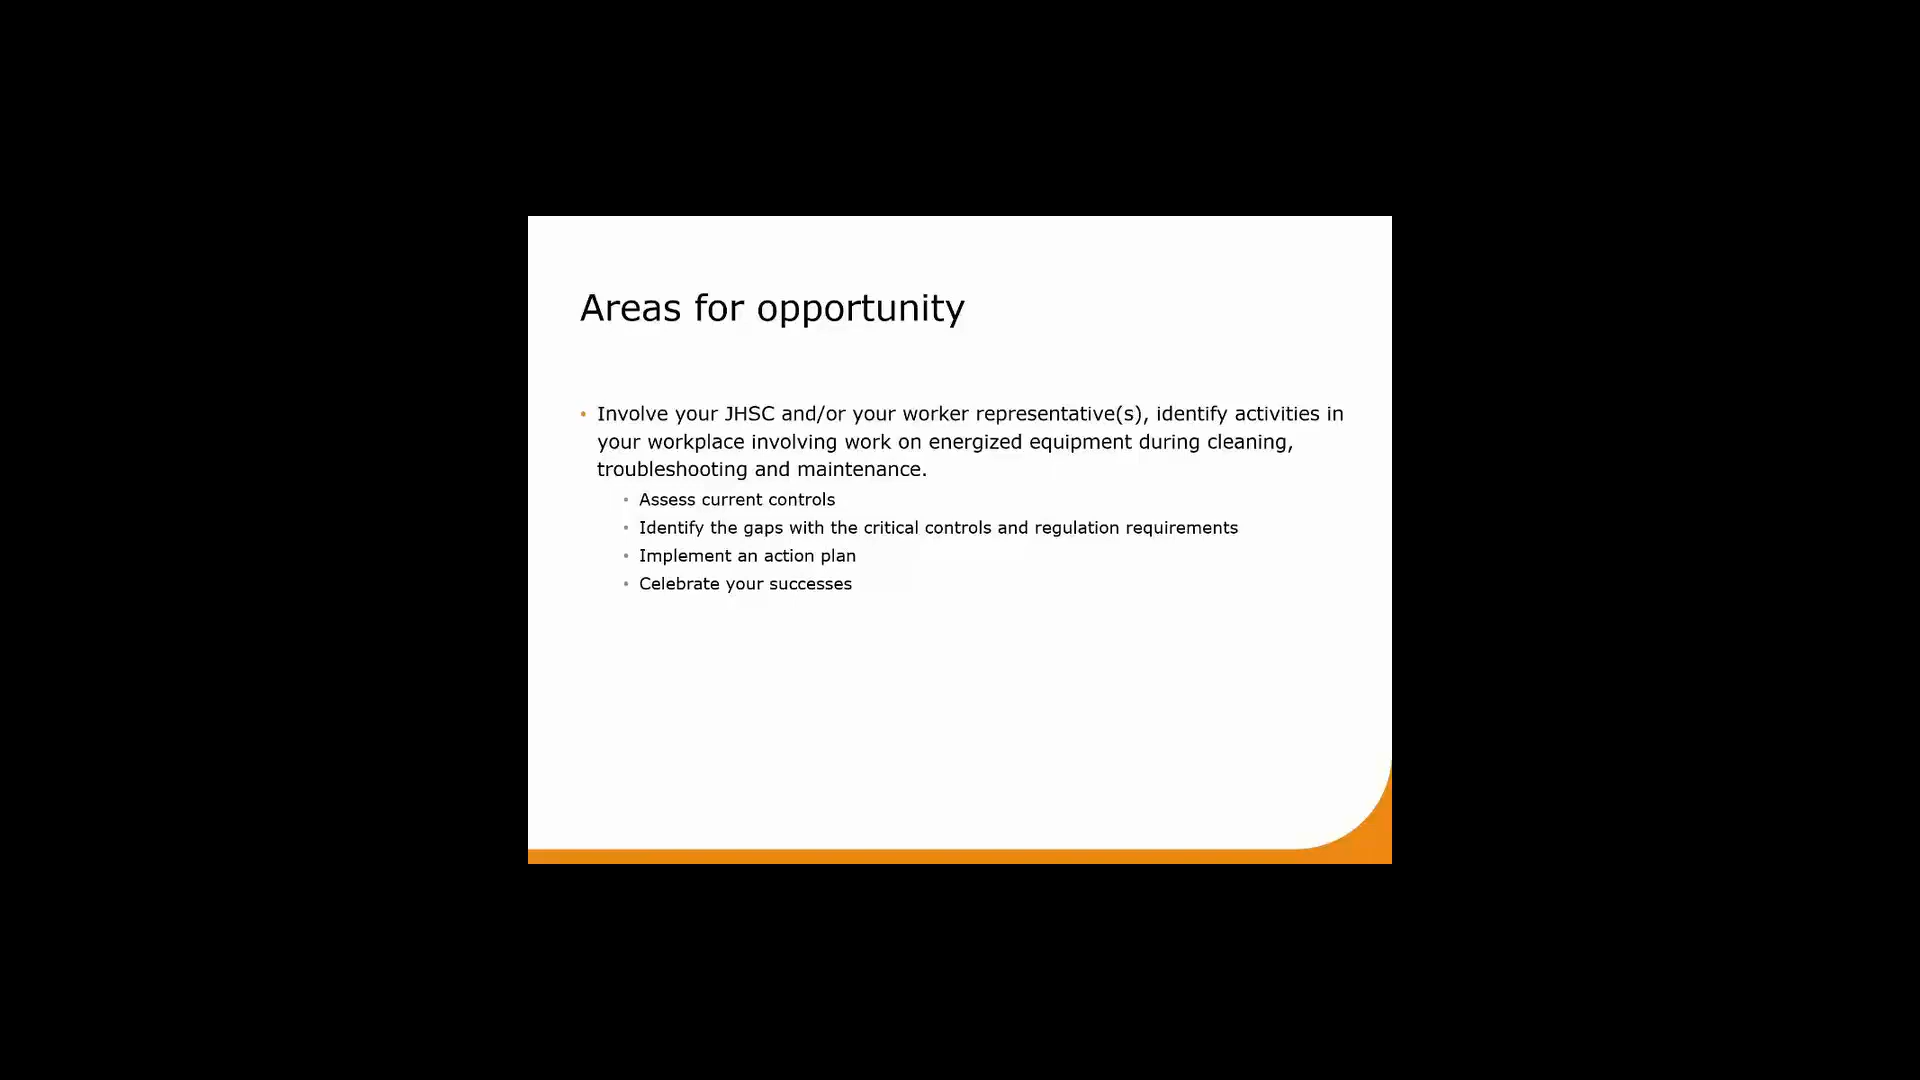 Areas for opportunity
• Involve your JHSC and/or your worker representative(s), identify activities in
your workplace involving work on energized equipment during cleaning,
troubleshooting and maintenance.
• Assess current controls
• Identify the gaps with the critical controls and regulation requirements
• Implement an action plan
• Celebrate your successes